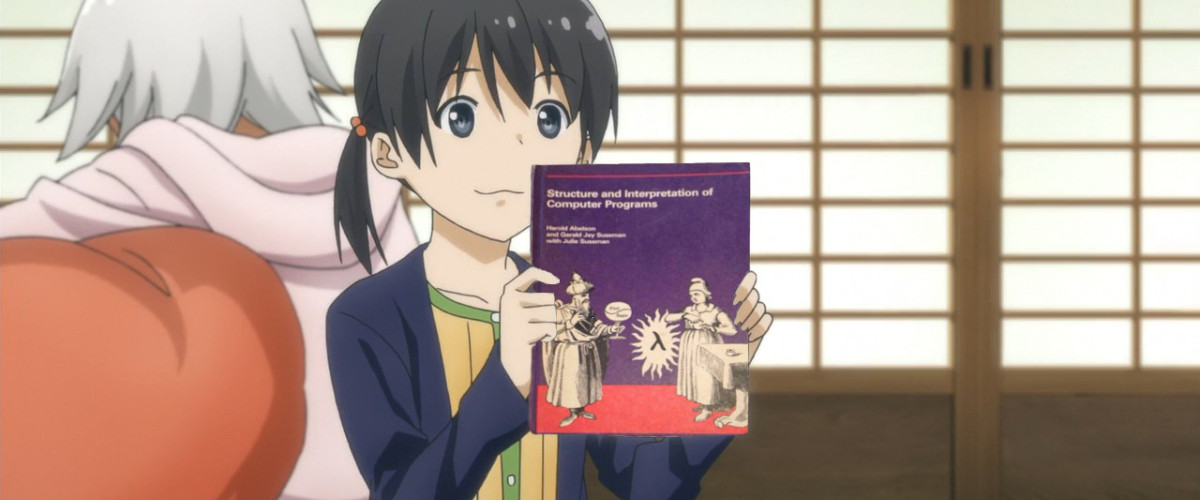 Structure and Interpretation of
Computer Programs
Harold Abelson
and Gerald Jay Sussman
with Julie Sussman
λ